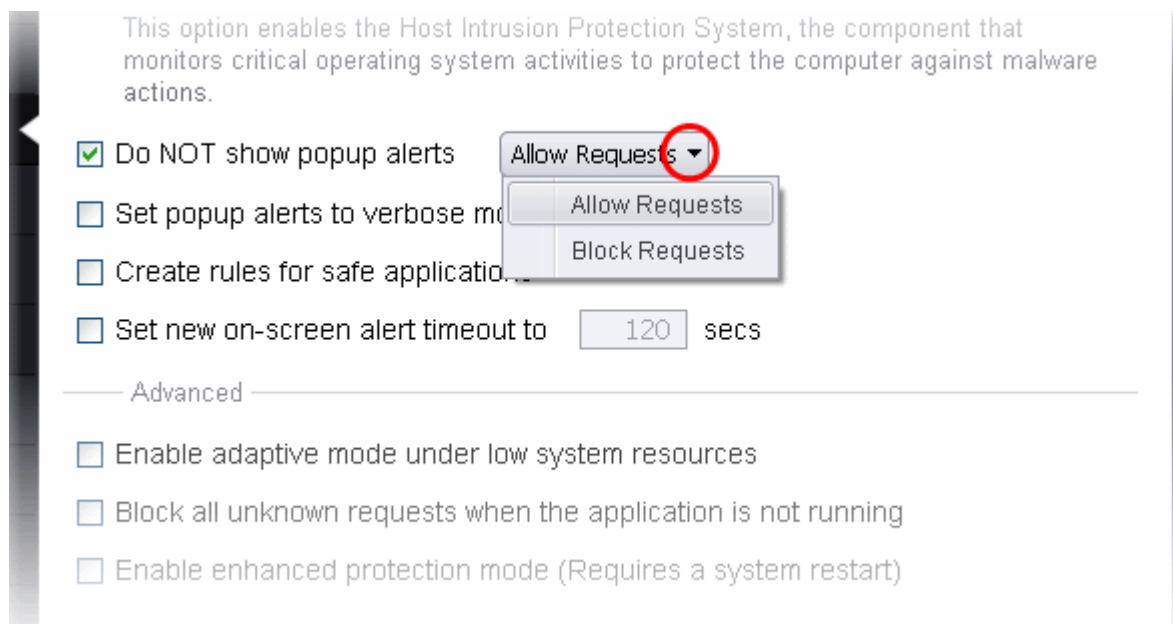 This option enables the Host Intrusion Protection System, the component that
monitors critical operating system activities to protect the computer against malware
actions.
Do NOT show popup alerts Allow Requests
Allow Requests
Set popup alerts to verbose
Block Requests
Create rules for safe applications
Set new on-screen alert timeout to 120 secs
Advanced
Enable adaptive mode under low system resources
Block all unknown requests when the application is not running
Enable enhanced protection mode (Requires a system restart)